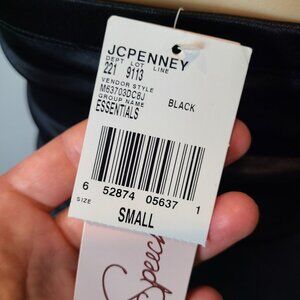 JCPENNEY
DEPT LOT LINE
221 9113
VENDOR STYLE
M63703DC8J
GROUP NAME BLACK
ESSENTIALS
6 52874 05637 1
SIZE
SMALL
Speech